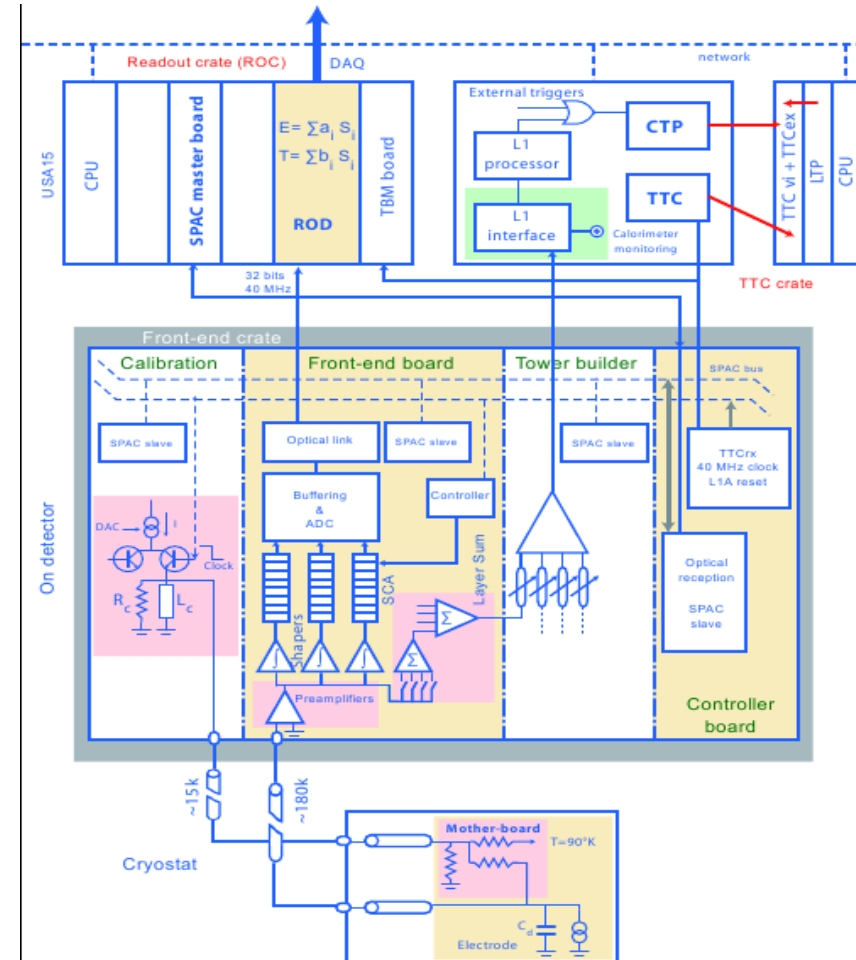 Readout crate (ROC)
DAQ
network
USA15
CPU
SPAC master board
E= ∑a_i S_i
T= ∑b_i S_i
ROD
TBM board
External triggers
L1
processor
CTP
TTC
L1
interface
Calorimeter
monitoring
TTC vi + TTCex
LTP
CPU
TTC crate
32 bits
40 MHz
Front-end crate
Calibration
Front-end board
Tower builder
SPAC bus
SPAC slave
Optical link
SPAC slave
SPAC slave
TTCrx
40 MHz clock
L1A reset
Buffering
&
ADC
Controller
On detector
DAC
i
Clock
R_c
L_c
SCA
Layer Sum
Shapers
∫
∫
∫
Σ
Σ
Preamplifiers
Optical
reception
SPAC
slave
Controller
board
~15k
~180k
Cryostat
Mother-board
T=90°K
C_d
Electrode